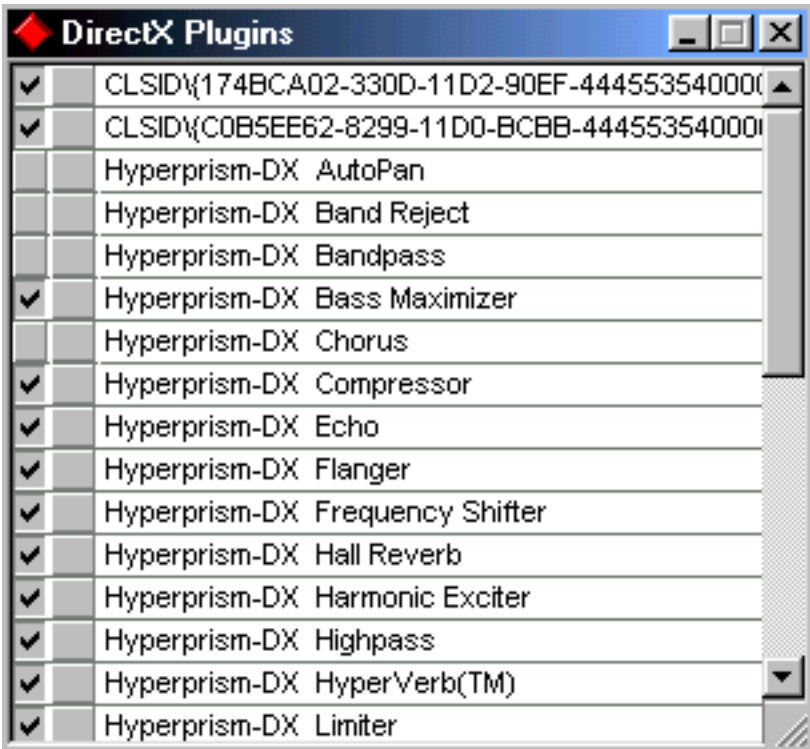 DirectX Plugins
CLSID\{174BCA02-330D-11D2-90EF-444553540000
CLSID\{C0B5EE62-8299-11D0-BCBB-444553540000
Hyperprism-DX AutoPan
Hyperprism-DX Band Reject
Hyperprism-DX Bandpass
Hyperprism-DX Bass Maximizer
Hyperprism-DX Chorus
Hyperprism-DX Compressor
Hyperprism-DX Echo
Hyperprism-DX Flanger
Hyperprism-DX Frequency Shifter
Hyperprism-DX Hall Reverb
Hyperprism-DX Harmonic Exciter
Hyperprism-DX Highpass
Hyperprism-DX HyperVerb(TM)
Hyperprism-DX Limiter